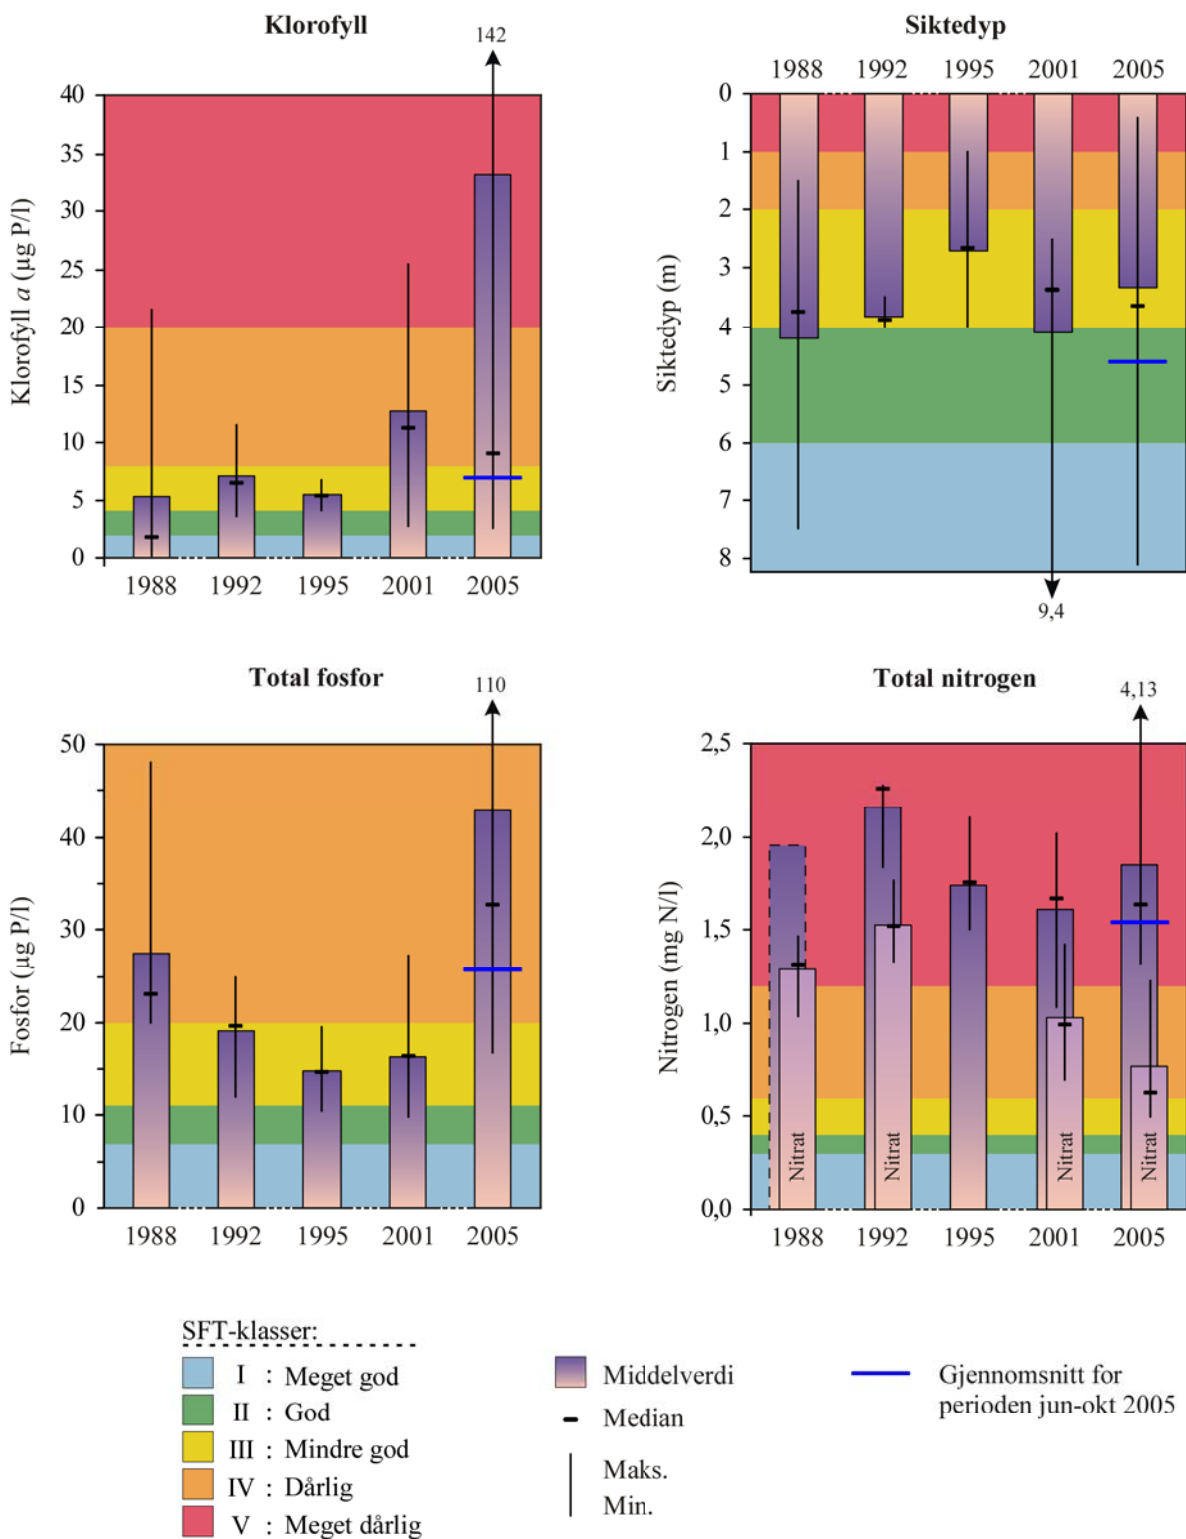 Klorofyll
142
40
35
30
25
20
15
10
5
0
Klorofyll a (µg P/l)
1988 1992 1995 2001 2005
Siktedyp
1988 1992 1995 2001 2005
0
1
2
3
4
5
6
7
8
Siktedyp (m)
9,4
Total fosfor
110
50
40
30
20
10
0
Fosfor (µg P/l)
1988 1992 1995 2001 2005
Total nitrogen
4,13
2,5
2,0
1,5
1,0
0,5
0,0
Nitrogen (mg N/l)
Nitrat
Nitrat
Nitrat
Nitrat
1988 1992 1995 2001 2005
SFT-klasser:
I : Meget god
II : God
III : Mindre god
IV : Dårlig
V : Meget dårlig
Middelverdi
Median
Maks.
Min.
Gjennomsnitt for
perioden jun-okt 2005